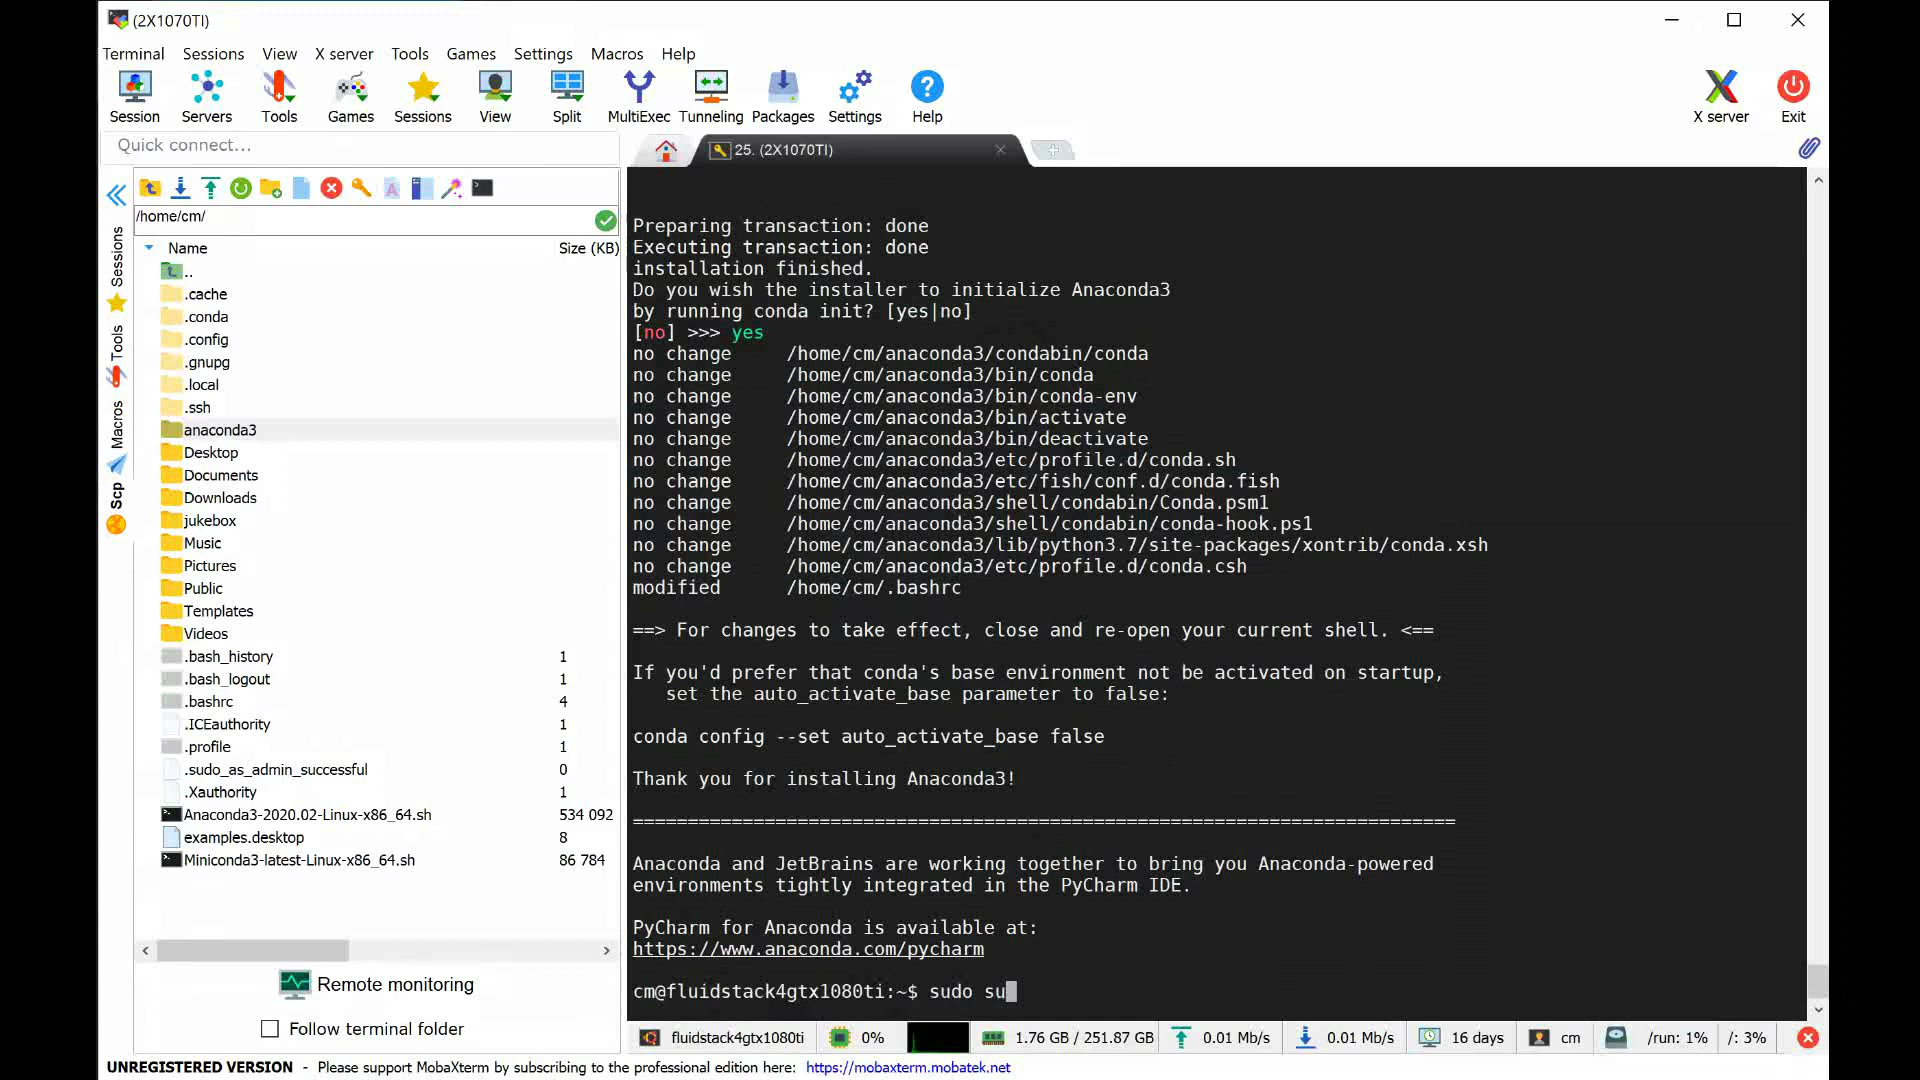 (2X1070TI)
Terminal Sessions View X server Tools Games Settings Macros Help
Session Servers Tools Games Sessions View Split MultiExec Tunneling Packages Settings Help X server Exit
Quick connect...
25. (2X1070TI)
/home/cm/
Name Size (KB)
..
.cache
.conda
.config
.gnupg
.local
.ssh
anaconda3
Desktop
Documents
Downloads
jukebox
Music
Pictures
Public
Templates
Videos
.bash_history 1
.bash_logout 1
.bashrc 4
.ICEauthority 1
.profile 1
.sudo_as_admin_successful 0
.Xauthority 1
Anaconda3-2020.02-Linux-x86_64.sh 534 092
examples.desktop 8
Miniconda3-latest-Linux-x86_64.sh 86 784
Sessions
Tools
Macros
Scp
Remote monitoring
Follow terminal folder
Preparing transaction: done
Executing transaction: done
installation finished.
Do you wish the installer to initialize Anaconda3
by running conda init? [yes|no]
[no] >>> yes
no change /home/cm/anaconda3/condabin/conda
no change /home/cm/anaconda3/bin/conda
no change /home/cm/anaconda3/bin/conda-env
no change /home/cm/anaconda3/bin/activate
no change /home/cm/anaconda3/bin/deactivate
no change /home/cm/anaconda3/etc/profile.d/conda.sh
no change /home/cm/anaconda3/etc/fish/conf.d/conda.fish
no change /home/cm/anaconda3/shell/condabin/Conda.psm1
no change /home/cm/anaconda3/shell/condabin/conda-hook.ps1
no change /home/cm/anaconda3/lib/python3.7/site-packages/xontrib/conda.xsh
no change /home/cm/anaconda3/etc/profile.d/conda.csh
modified /home/cm/.bashrc
==> For changes to take effect, close and re-open your current shell. <==
If you'd prefer that conda's base environment not be activated on startup,
set the auto_activate_base parameter to false:
conda config --set auto_activate_base false
Thank you for installing Anaconda3!
===========================================================================
Anaconda and JetBrains are working together to bring you Anaconda-powered
environments tightly integrated in the PyCharm IDE.
PyCharm for Anaconda is available at:
https://www.anaconda.com/pycharm
cm@fluidstack4gtx1080ti:~$ sudo su
fluidstack4gtx1080ti 0% 1.76 GB / 251.87 GB 0.01 Mb/s 0.01 Mb/s 16 days cm /run: 1% /: 3%
UNREGISTERED VERSION - Please support MobaXterm by subscribing to the professional edition here: https://mobaxterm.mobatek.net